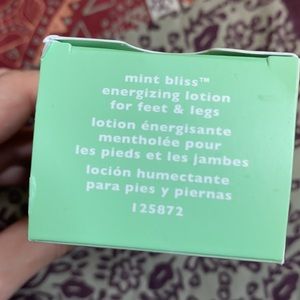 mint bliss™
energizing lotion
for feet & legs
lotion énergisante
mentholée pour
les pieds et les jambes
loción humectante
para pies y piernas
125872